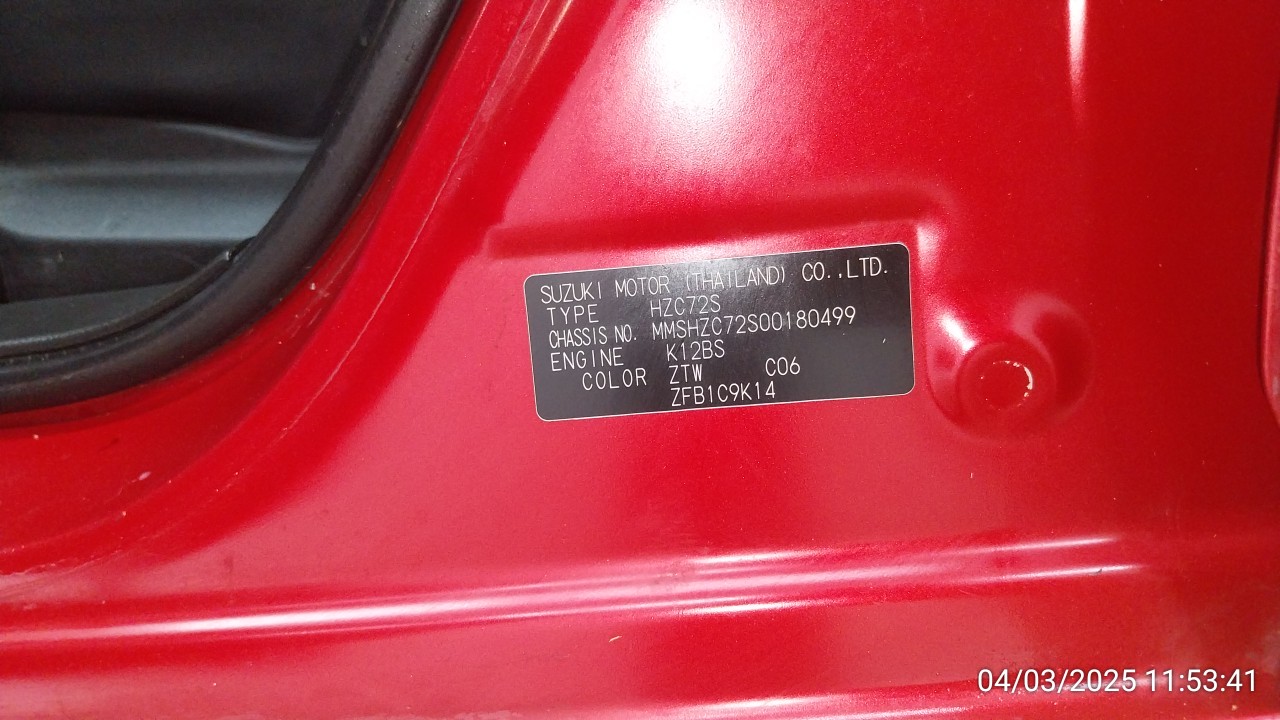 SUZUKI MOTOR (THAILAND) CO.,LTD.
TYPE HZC72S
CHASSIS NO. MMSHZC72S00180499
ENGINE K12BS
COLOR ZTW C06
ZFB1C9K14
04/03/2025 11:53:41